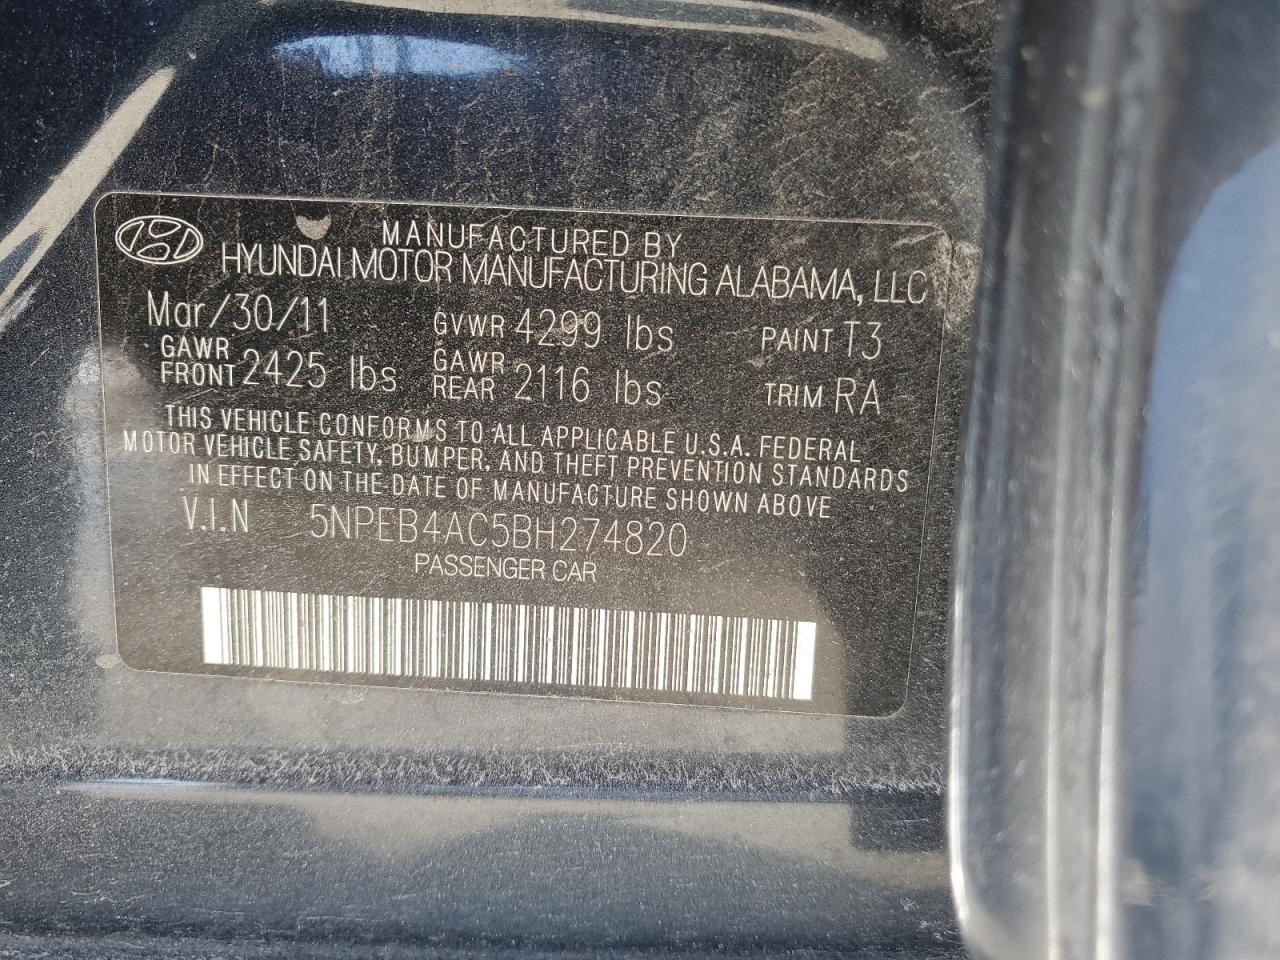 MANUFACTURED BY
HYUNDAI MOTOR MANUFACTURING ALABAMA, LLC
Mar/30/11 GVWR 4299 lbs PAINT T3
GAWR FRONT 2425 lbs GAWR REAR 2116 lbs TRIM RA
THIS VEHICLE CONFORMS TO ALL APPLICABLE U.S.A. FEDERAL
MOTOR VEHICLE SAFETY, BUMPER, AND THEFT PREVENTION STANDARDS
IN EFFECT ON THE DATE OF MANUFACTURE SHOWN ABOVE
V.I.N 5NPEB4AC5BH274820
PASSENGER CAR